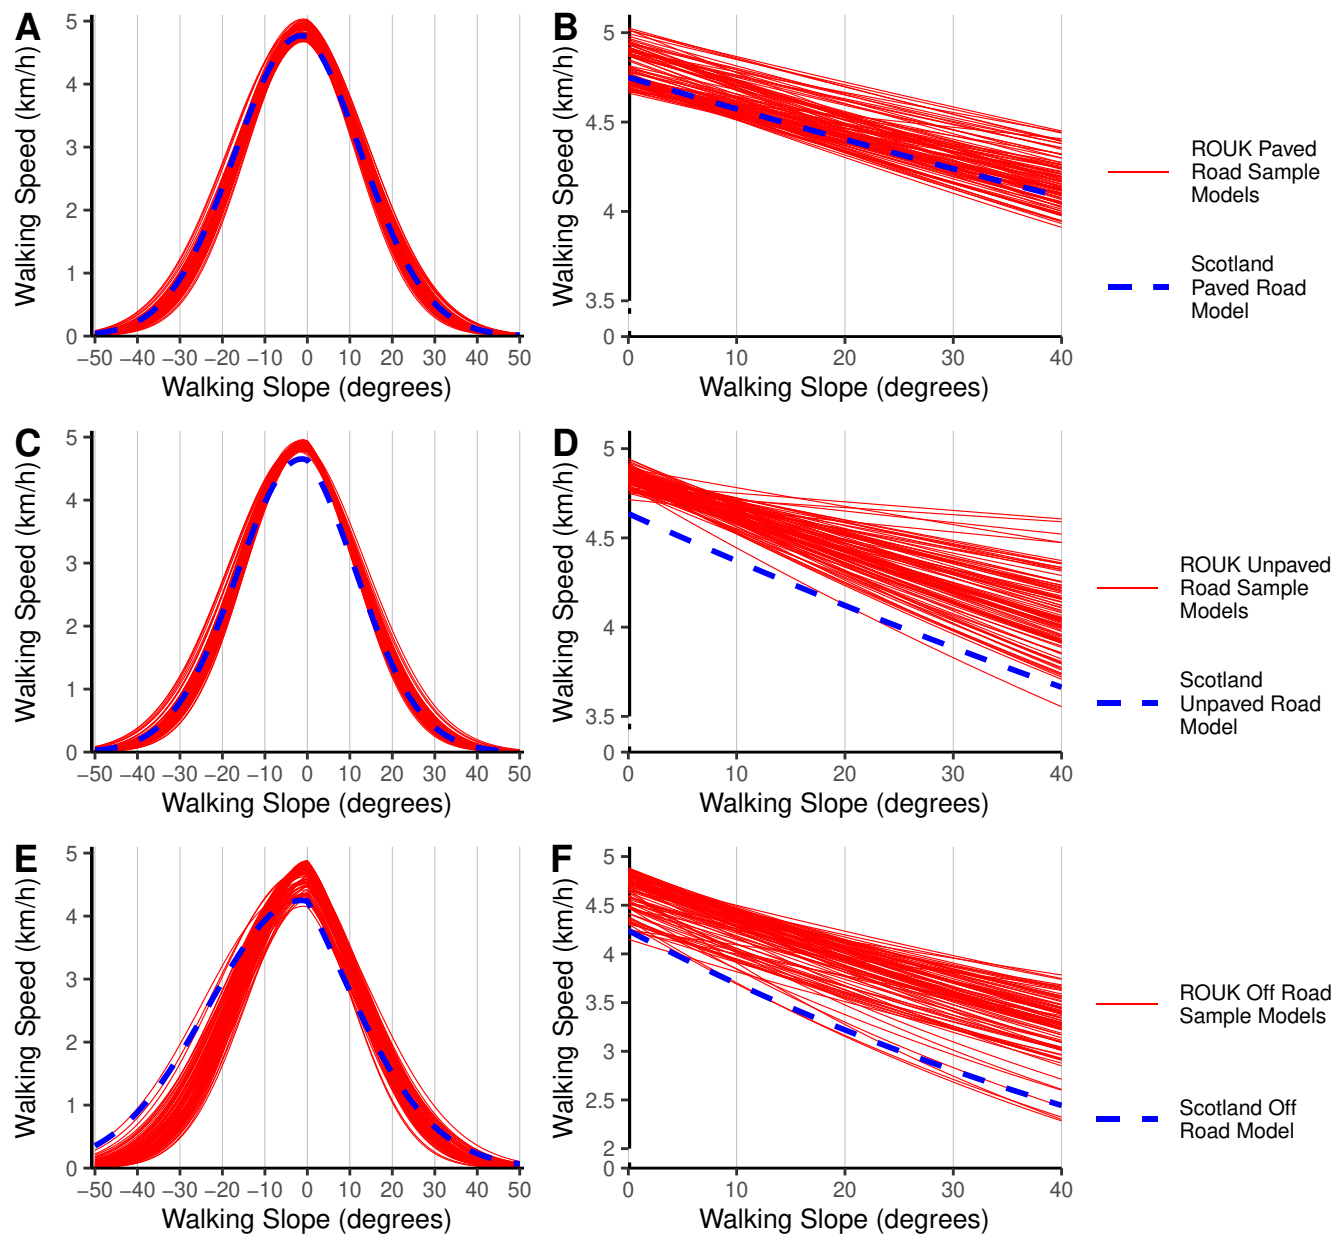 A
Walking Speed (km/h)
5
4
3
2
1
0
−50 −40 −30 −20 −10 0 10 20 30 40 50
Walking Slope (degrees)
B
Walking Speed (km/h)
5
4.5
4
3.5
0
0 10 20 30 40
Walking Slope (degrees)
ROUK Paved
Road Sample
Models
Scotland
Paved Road
Model
C
Walking Speed (km/h)
5
4
3
2
1
0
−50 −40 −30 −20 −10 0 10 20 30 40 50
Walking Slope (degrees)
D
Walking Speed (km/h)
5
4.5
4
3.5
0
0 10 20 30 40
Walking Slope (degrees)
ROUK Unpaved
Road Sample
Models
Scotland
Unpaved Road
Model
E
Walking Speed (km/h)
5
4
3
2
1
0
−50 −40 −30 −20 −10 0 10 20 30 40 50
Walking Slope (degrees)
F
Walking Speed (km/h)
5
4.5
4
3.5
3
2.5
2
0
0 10 20 30 40
Walking Slope (degrees)
ROUK Off Road
Sample Models
Scotland Off
Road Model